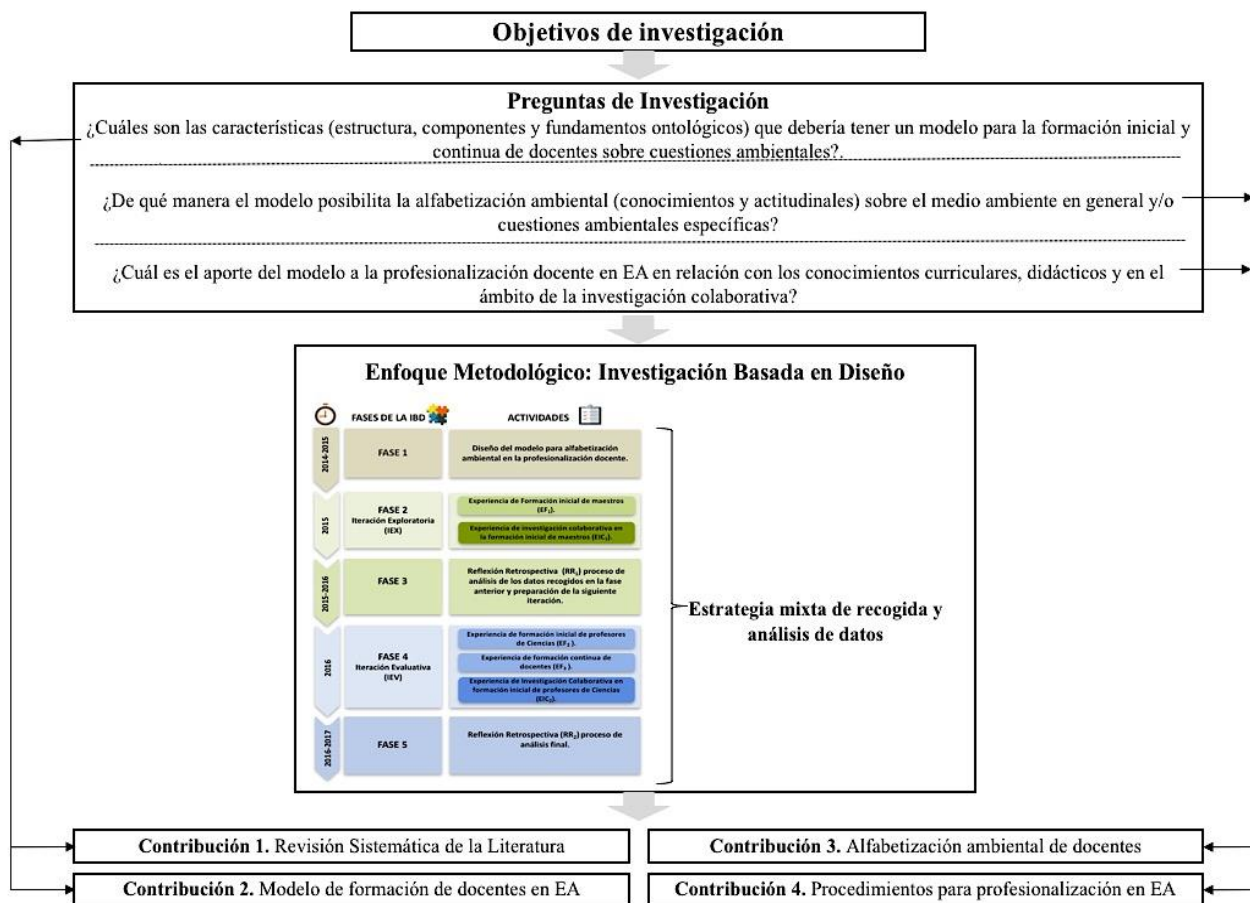 Objetivos de investigación
Preguntas de Investigación
¿Cuáles son las características (estructura, componentes y fundamentos ontológicos) que debería tener un modelo para la formación inicial y
continua de docentes sobre cuestiones ambientales?.
¿De qué manera el modelo posibilita la alfabetización ambiental (conocimientos y actitudinales) sobre el medio ambiente en general y/o
cuestiones ambientales específicas?
¿Cuál es el aporte del modelo a la profesionalización docente en EA en relación con los conocimientos curriculares, didácticos y en el
ámbito de la investigación colaborativa?
Enfoque Metodológico: Investigación Basada en Diseño
FASES DE LA IBD
ACTIVIDADES
2014-2015
FASE 1
Diseño del modelo para alfabetización
ambiental en la profesionalización docente.
2015
FASE 2
Iteración Exploratoria
(IEX)
Experiencia de Formación inicial de maestros
(EF₁).
Experiencia de investigación colaborativa en
la formación inicial de maestros (EIC₁).
2015-2016
FASE 3
Reflexión Retrospectiva (RR₁) proceso de
análisis de los datos recogidos en la fase
anterior y preparación de la siguiente
iteración.
2016
FASE 4
Iteración Evaluativa
(IEV)
Experiencia de formación inicial de profesores
de Ciencias (EF₂ ).
Experiencia de formación continua de
docentes (EF₃ ).
Experiencia de Investigación Colaborativa en
formación inicial de profesores de Ciencias
(EIC₂).
2016-2017
FASE 5
Reflexión Retrospectiva (RR₂) proceso de
análisis final.
Estrategia mixta de recogida y
análisis de datos
Contribución 1. Revisión Sistemática de la Literatura
Contribución 3. Alfabetización ambiental de docentes
Contribución 2. Modelo de formación de docentes en EA
Contribución 4. Procedimientos para profesionalización en EA